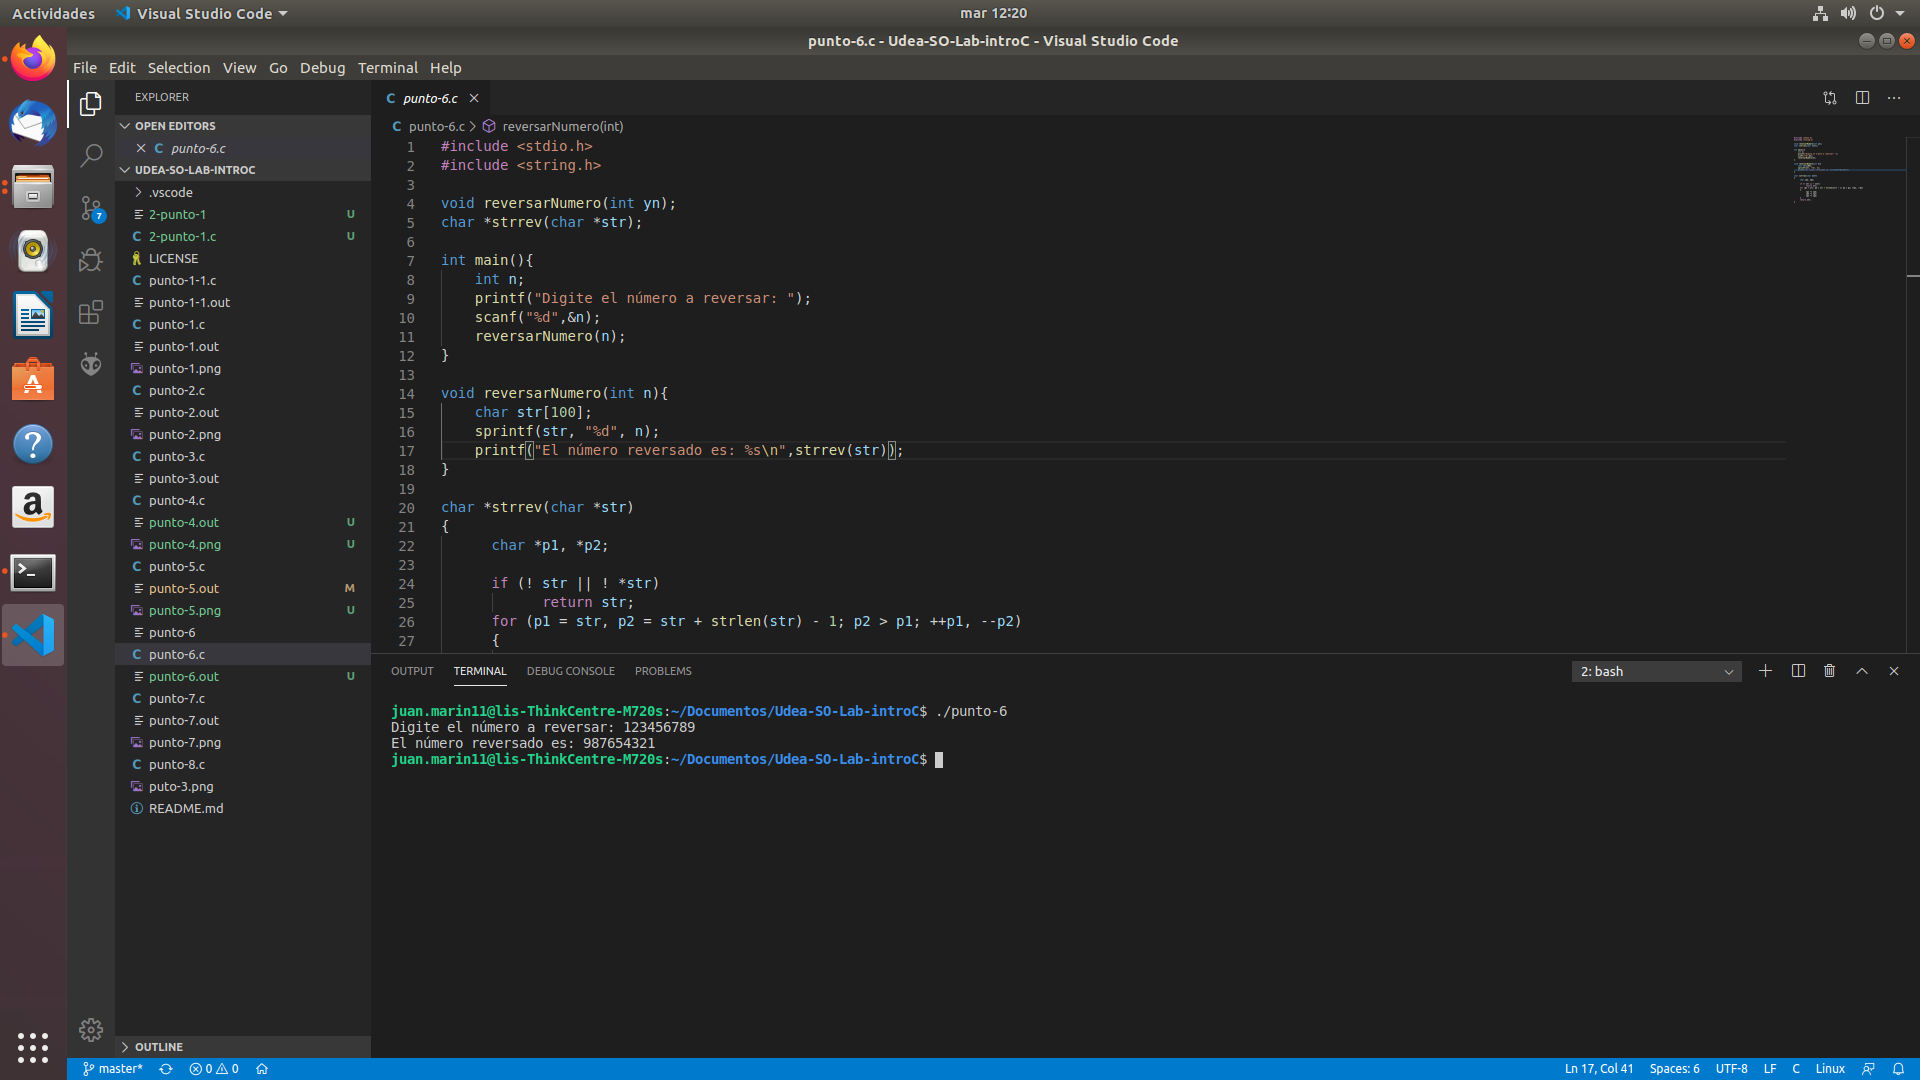 Actividades
Visual Studio Code
mar 12:20
punto-6.c - Udea-SO-Lab-introC - Visual Studio Code
File Edit Selection View Go Debug Terminal Help
EXPLORER
OPEN EDITORS
C punto-6.c
UDEA-SO-LAB-INTROC
.vscode
2-punto-1 U
C 2-punto-1.c U
LICENSE
C punto-1-1.c
punto-1-1.out
C punto-1.c
punto-1.out
punto-1.png
C punto-2.c
punto-2.out
punto-2.png
C punto-3.c
punto-3.out
C punto-4.c
punto-4.out U
punto-4.png U
C punto-5.c
punto-5.out M
punto-5.png U
punto-6
C punto-6.c
punto-6.out U
C punto-7.c
punto-7.out
punto-7.png
C punto-8.c
puto-3.png
README.md
OUTLINE
7
C punto-6.c
C punto-6.c > reversarNumero(int)
1 #include <stdio.h>
2 #include <string.h>
3
4 void reversarNumero(int yn);
5 char *strrev(char *str);
6
7 int main(){
8 int n;
9 printf("Digite el número a reversar: ");
10 scanf("%d",&n);
11 reversarNumero(n);
12 }
13
14 void reversarNumero(int n){
15 char str[100];
16 sprintf(str, "%d", n);
17 printf("El número reversado es: %s\n",strrev(str));
18 }
19
20 char *strrev(char *str)
21 {
22 char *p1, *p2;
23
24 if (! str || ! *str)
25 return str;
26 for (p1 = str, p2 = str + strlen(str) - 1; p2 > p1; ++p1, --p2)
27 {
OUTPUT TERMINAL DEBUG CONSOLE PROBLEMS
2: bash
juan.marin11@lis-ThinkCentre-M720s:~/Documentos/Udea-SO-Lab-introC$ ./punto-6
Digite el número a reversar: 123456789
El número reversado es: 987654321
juan.marin11@lis-ThinkCentre-M720s:~/Documentos/Udea-SO-Lab-introC$
master* 0 0
Ln 17, Col 41 Spaces: 6 UTF-8 LF C Linux